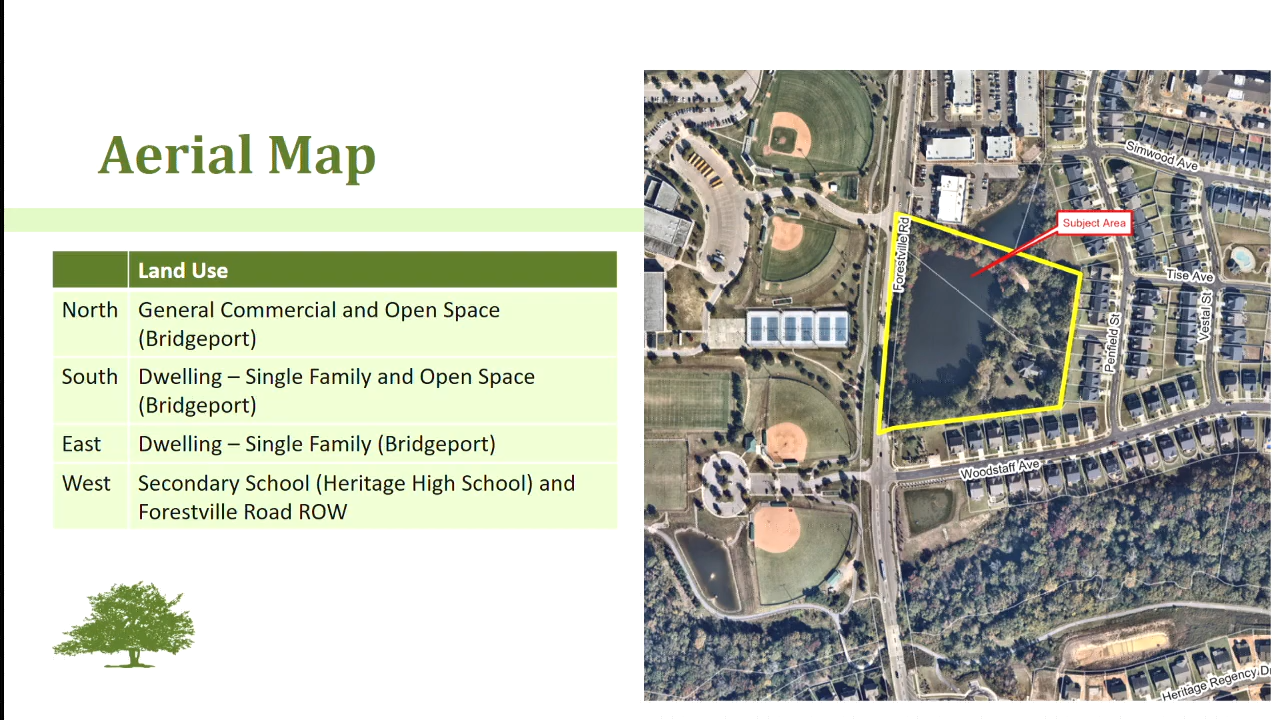 Aerial Map
Land Use
North
General Commercial and Open Space
(Bridgeport)
South
Dwelling – Single Family and Open Space
(Bridgeport)
East
Dwelling – Single Family (Bridgeport)
West
Secondary School (Heritage High School) and
Forestville Road ROW
Simwood Ave
Subject Area
Forestville Rd
Tise Ave
Vestal St
Penfield St
Woodstaff Ave
Heritage Regency Dr